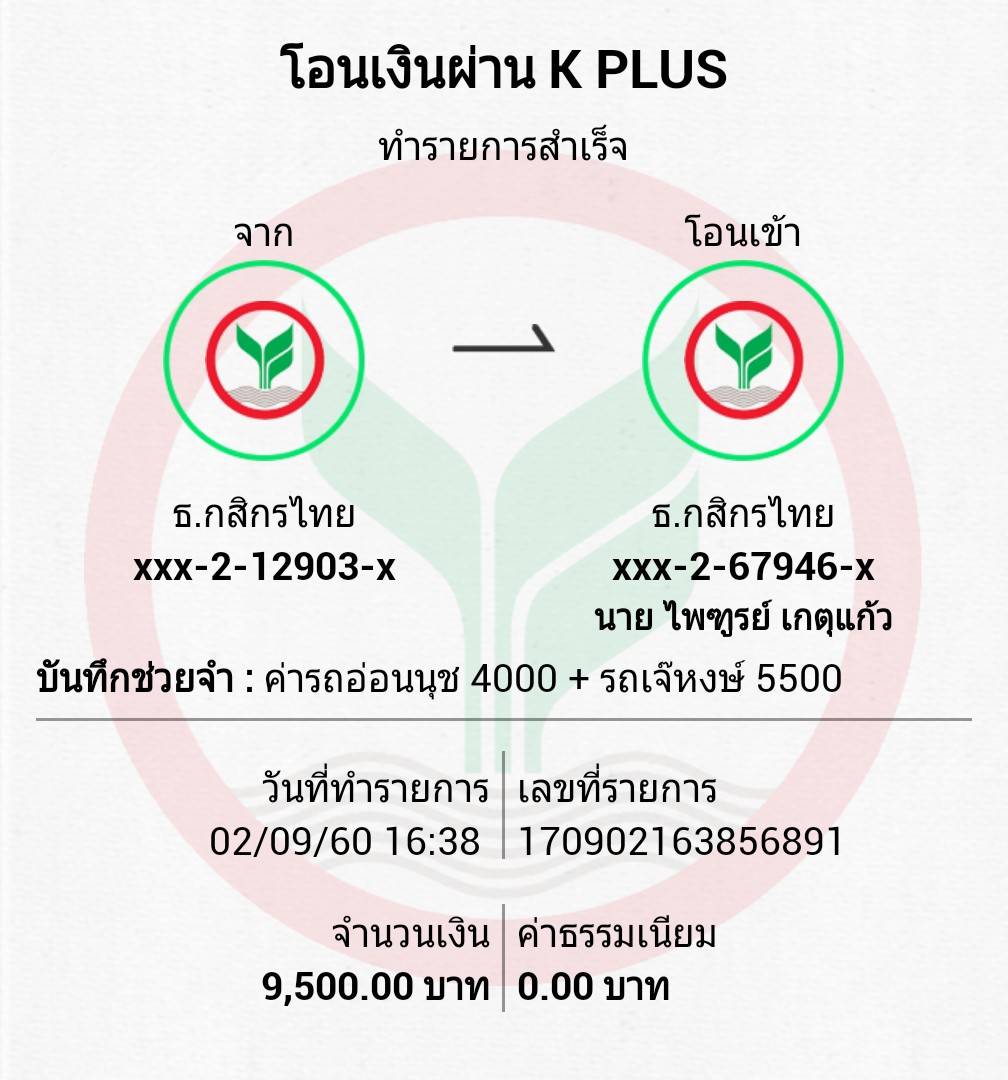 โอนเงินผ่าน K PLUS
ทำรายการสำเร็จ
จาก
โอนเข้า
ธ.กสิกรไทย
ธ.กสิกรไทย
xxx-2-12903-x
xxx-2-67946-x
นาย ไพฑูรย์ เกตุแก้ว
บันทึกช่วยจำ : ค่ารถอ่อนนุช 4000 + รถเจ๊หงษ์ 5500
วันที่ทำรายการ
เลขที่รายการ
02/09/60 16:38
170902163856891
จำนวนเงิน
ค่าธรรมเนียม
9,500.00 บาท
0.00 บาท